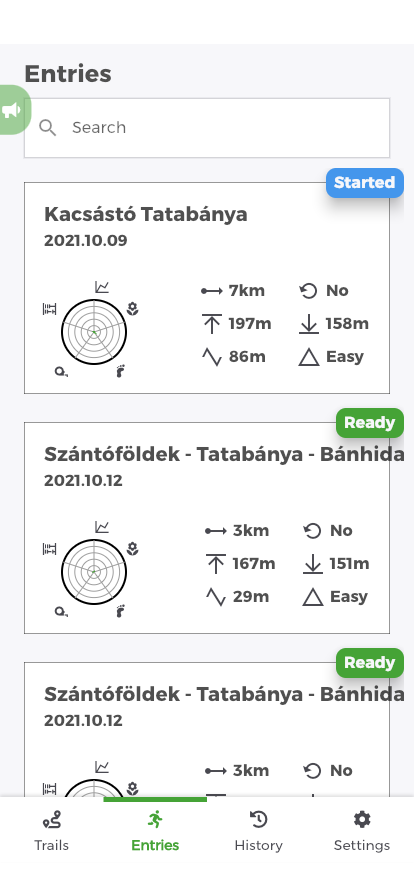 Entries
Search
Started
Kacsástó Tatabánya
2021.10.09
7km No
197m 158m
86m Easy
Ready
Szántóföldek - Tatabánya - Bánhida
2021.10.12
3km No
167m 151m
29m Easy
Ready
Szántóföldek - Tatabánya - Bánhida
2021.10.12
3km No
Trails Entries History Settings